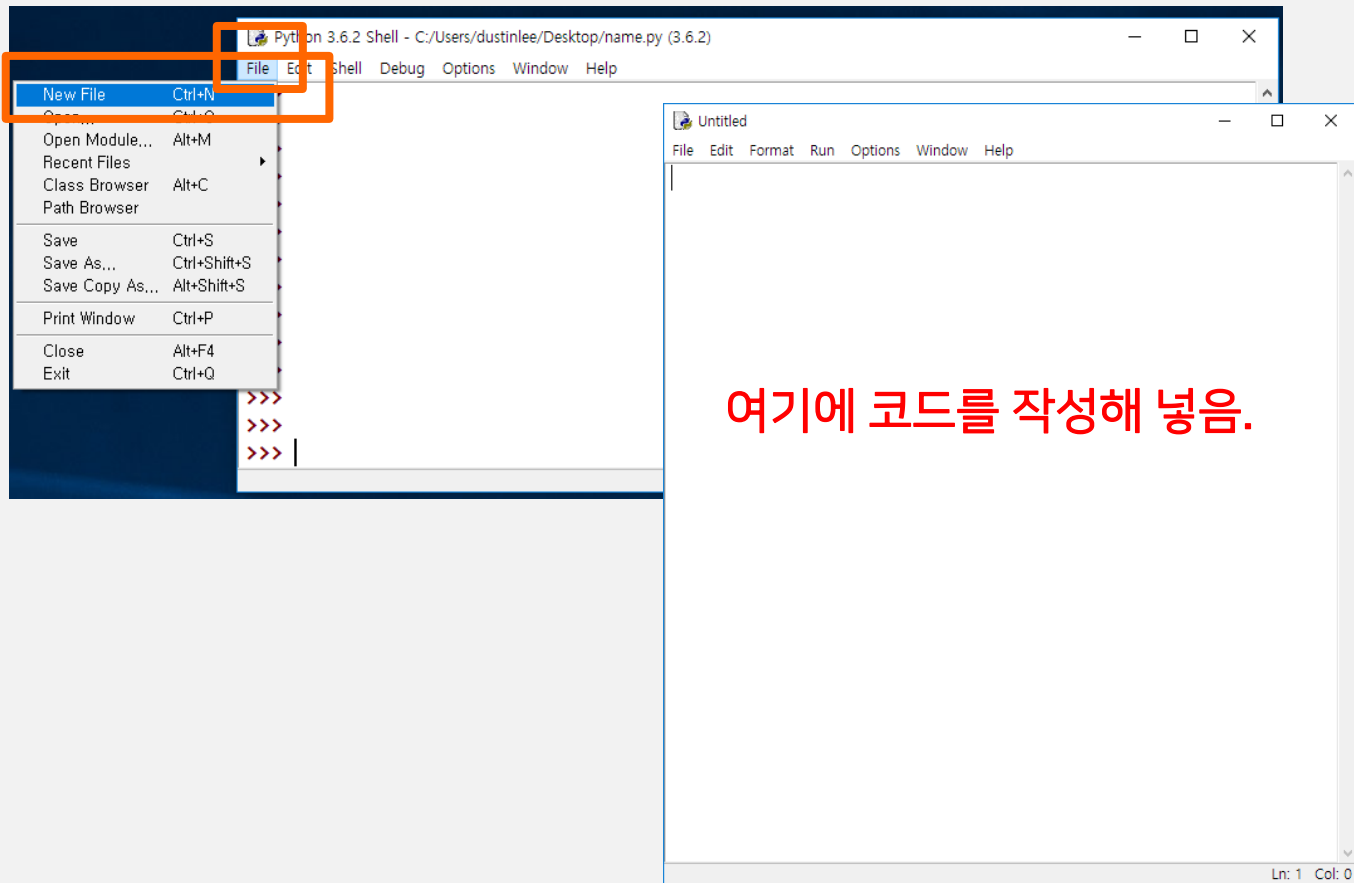 Python 3.6.2 Shell - C:/Users/dustinlee/Desktop/name.py (3.6.2)
File Edit Shell Debug Options Window Help
New File Ctrl+N
Open... Ctrl+O
Open Module... Alt+M
Recent Files
Class Browser Alt+C
Path Browser
Save Ctrl+S
Save As... Ctrl+Shift+S
Save Copy As... Alt+Shift+S
Print Window Ctrl+P
Close Alt+F4
Exit Ctrl+Q
>>>
>>>
>>>
Untitled
File Edit Format Run Options Window Help
여기에 코드를 작성해 넣음.
Ln: 1 Col: 0